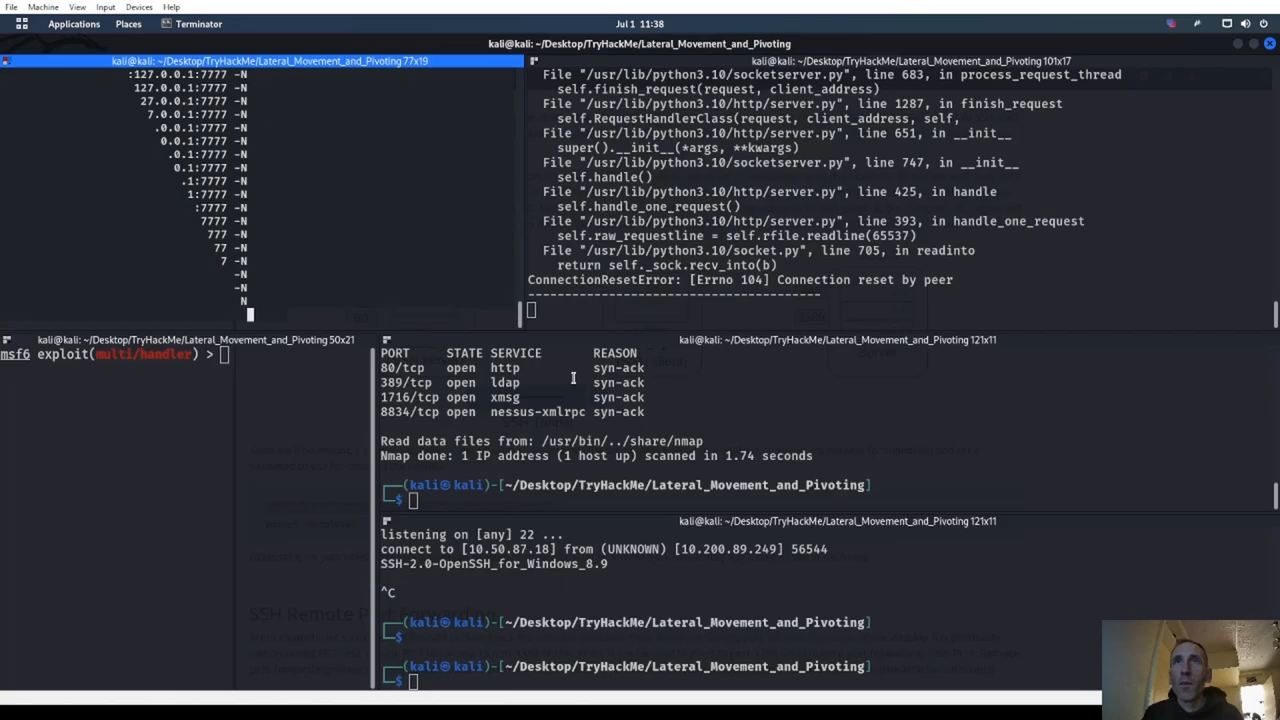 File Machine View Input Devices Help
Applications Places Terminator Jul 1 11:38
kali@kali: ~/Desktop/TryHackMe/Lateral_Movement_and_Pivoting
kali@kali: ~/Desktop/TryHackMe/Lateral_Movement_and_Pivoting 77x19
:127.0.0.1:7777 -N
127.0.0.1:7777 -N
27.0.0.1:7777 -N
7.0.0.1:7777 -N
.0.0.1:7777 -N
0.0.1:7777 -N
.0.1:7777 -N
0.1:7777 -N
.1:7777 -N
1:7777 -N
:7777 -N
7777 -N
777 -N
77 -N
7 -N
-N
-N
N
kali@kali: ~/Desktop/TryHackMe/Lateral_Movement_and_Pivoting 101x17
File "/usr/lib/python3.10/socketserver.py", line 683, in process_request_thread
self.finish_request(request, client_address)
File "/usr/lib/python3.10/http/server.py", line 1287, in finish_request
self.RequestHandlerClass(request, client_address, self,
File "/usr/lib/python3.10/http/server.py", line 651, in __init__
super().__init__(*args, **kwargs)
File "/usr/lib/python3.10/socketserver.py", line 747, in __init__
self.handle()
File "/usr/lib/python3.10/http/server.py", line 425, in handle
self.handle_one_request()
File "/usr/lib/python3.10/http/server.py", line 393, in handle_one_request
self.raw_requestline = self.rfile.readline(65537)
File "/usr/lib/python3.10/socket.py", line 705, in readinto
return self._sock.recv_into(b)
ConnectionResetError: [Errno 104] Connection reset by peer
----------------------------------------
kali@kali: ~/Desktop/TryHackMe/Lateral_Movement_and_Pivoting 50x21
msf6 exploit(multi/handler) >
kali@kali: ~/Desktop/TryHackMe/Lateral_Movement_and_Pivoting 121x11
PORT STATE SERVICE REASON
80/tcp open http syn-ack
389/tcp open ldap syn-ack
1716/tcp open xmsg syn-ack
8834/tcp open nessus-xmlrpc syn-ack
Read data files from: /usr/bin/../share/nmap
Nmap done: 1 IP address (1 host up) scanned in 1.74 seconds
┌──(kali㉿kali)-[~/Desktop/TryHackMe/Lateral_Movement_and_Pivoting]
└─$
kali@kali: ~/Desktop/TryHackMe/Lateral_Movement_and_Pivoting 121x11
listening on [any] 22 ...
connect to [10.50.87.18] from (UNKNOWN) [10.200.89.249] 56544
SSH-2.0-OpenSSH_for_Windows_8.9
^C
┌──(kali㉿kali)-[~/Desktop/TryHackMe/Lateral_Movement_and_Pivoting]
└─$
┌──(kali㉿kali)-[~/Desktop/TryHackMe/Lateral_Movement_and_Pivoting]
└─$
SSH Remote Port Forwarding